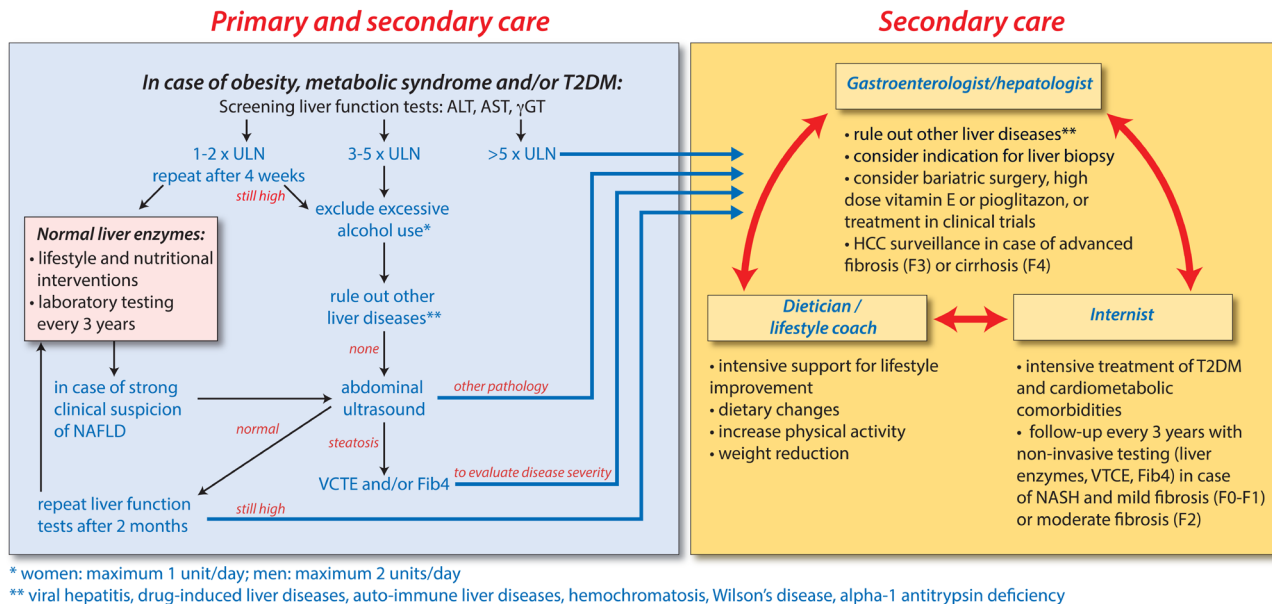 Primary and secondary care
Secondary care
In case of obesity, metabolic syndrome and/or T2DM:
Screening liver function tests: ALT, AST, γGT
1-2 x ULN
repeat after 4 weeks
3-5 x ULN
>5 x ULN
still high
exclude excessive
alcohol use*
Normal liver enzymes:
• lifestyle and nutritional
interventions
• laboratory testing
every 3 years
rule out other
liver diseases**
none
in case of strong
clinical suspicion
of NAFLD
abdominal
ultrasound
other pathology
normal
steatosis
VCTE and/or Fib4
to evaluate disease severity
repeat liver function
tests after 2 months
still high
Gastroenterologist/hepatologist
• rule out other liver diseases**
• consider indication for liver biopsy
• consider bariatric surgery, high
dose vitamin E or pioglitazon, or
treatment in clinical trials
• HCC surveillance in case of advanced
fibrosis (F3) or cirrhosis (F4)
Dietician /
lifestyle coach
• intensive support for lifestyle
improvement
• dietary changes
• increase physical activity
• weight reduction
Internist
• intensive treatment of T2DM
and cardiometabolic
comorbidities
• follow-up every 3 years with
non-invasive testing (liver
enzymes, VTCE, Fib4) in case
of NASH and mild fibrosis (F0-F1)
or moderate fibrosis (F2)
* women: maximum 1 unit/day; men: maximum 2 units/day
** viral hepatitis, drug-induced liver diseases, auto-immune liver diseases, hemochromatosis, Wilson's disease, alpha-1 antitrypsin deficiency